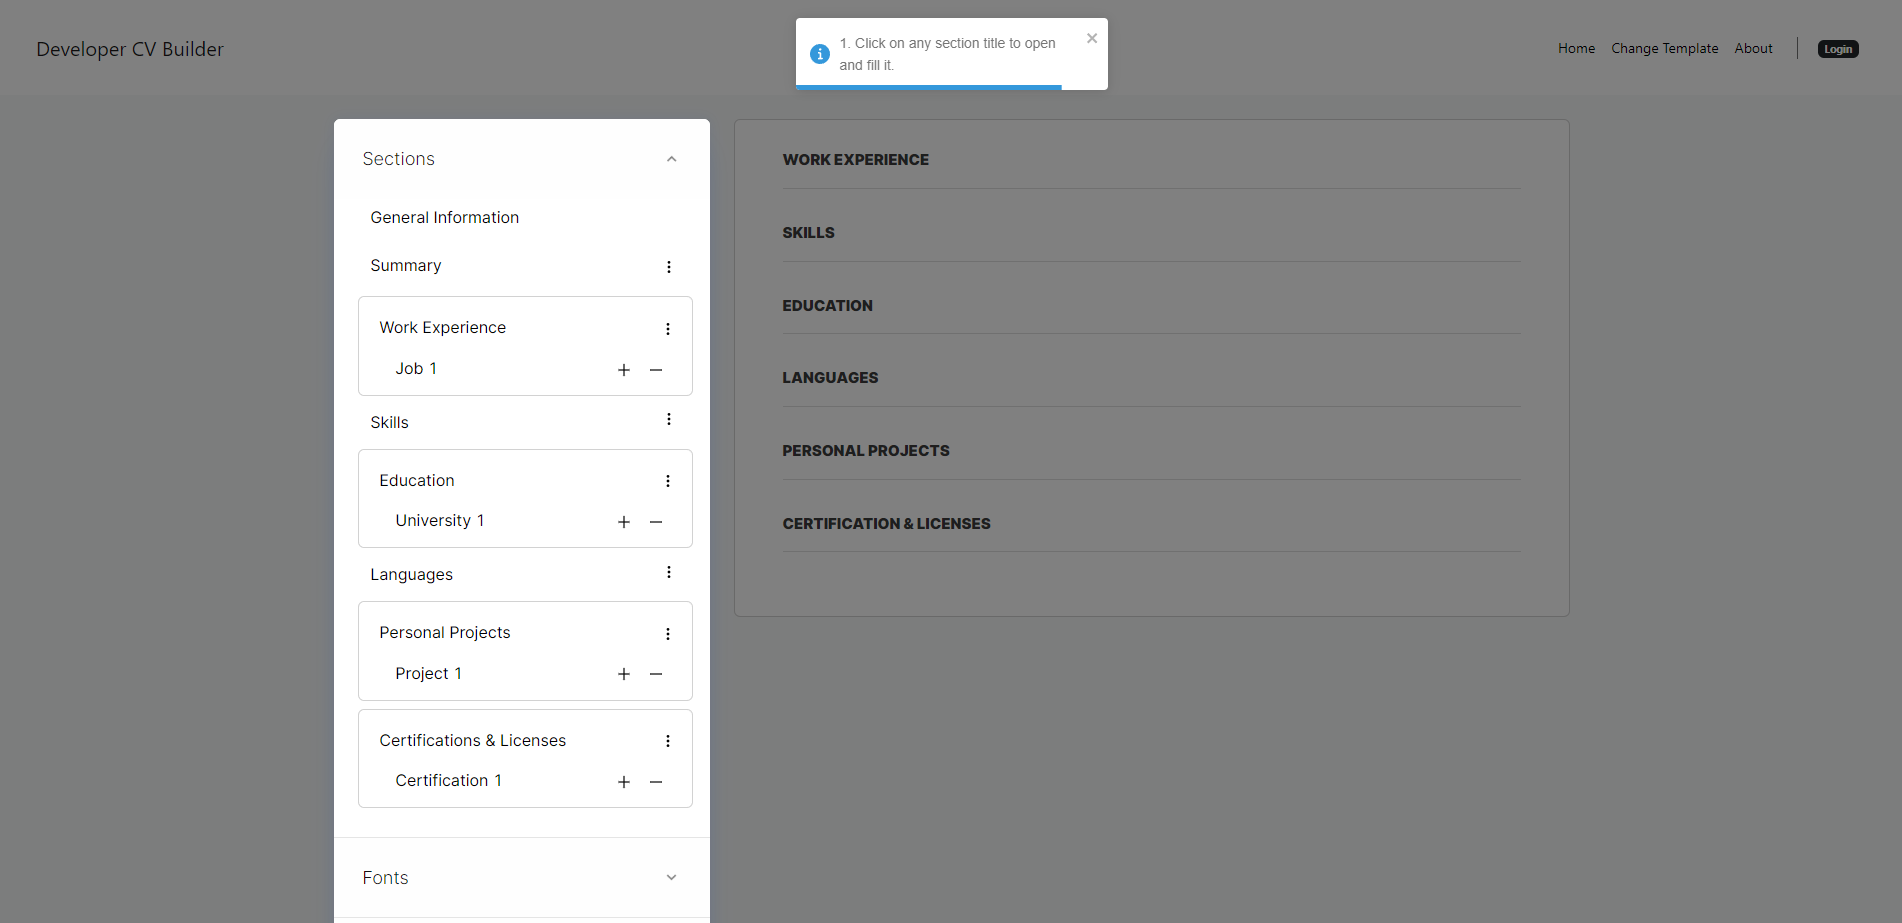 Developer CV Builder
1. Click on any section title to open
and fill it.
Home
Change Template
About
Login
Sections
General Information
Summary
Work Experience
Job 1
Skills
Education
University 1
Languages
Personal Projects
Project 1
Certifications & Licenses
Certification 1
Fonts
WORK EXPERIENCE
SKILLS
EDUCATION
LANGUAGES
PERSONAL PROJECTS
CERTIFICATION & LICENSES